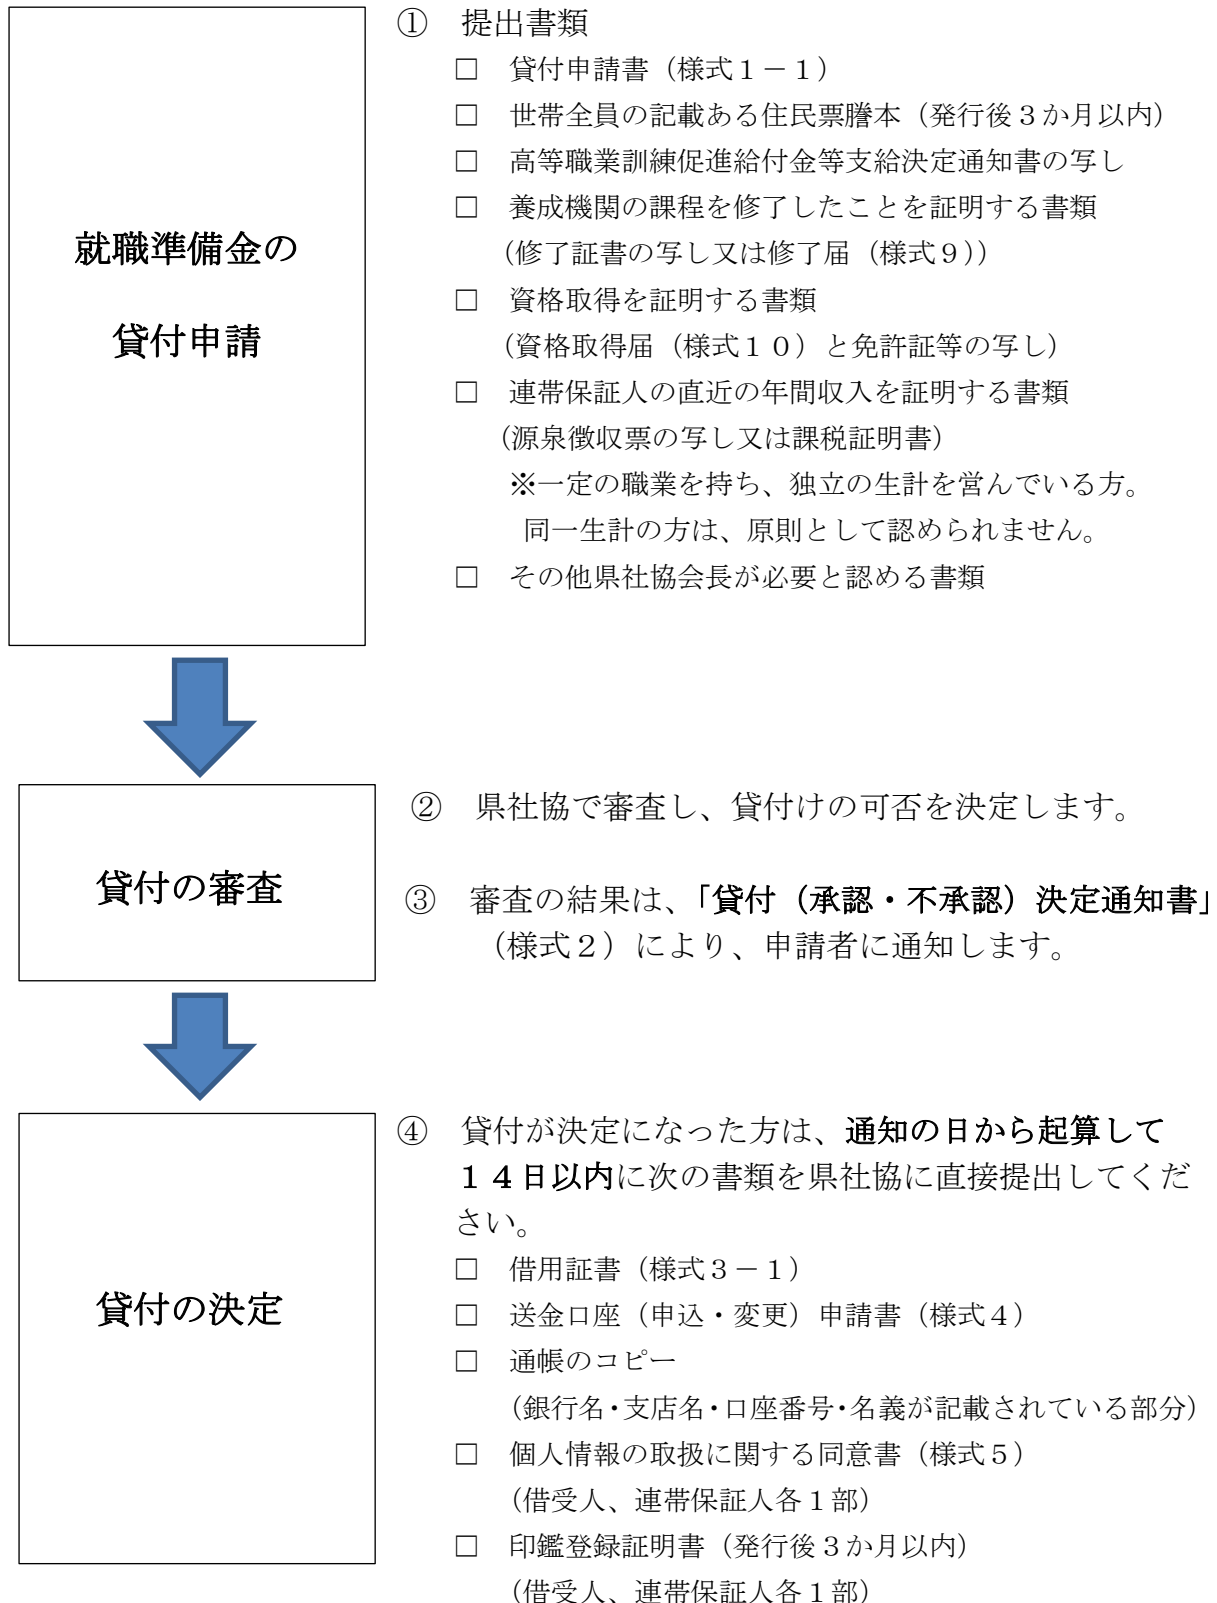 就職準備金の
貸付申請
① 提出書類
□ 貸付申請書（様式１－１）
□ 世帯全員の記載ある住民票謄本（発行後３か月以内）
□ 高等職業訓練促進給付金等支給決定通知書の写し
□ 養成機関の課程を修了したことを証明する書類
（修了証書の写し又は修了届（様式９））
□ 資格取得を証明する書類
（資格取得届（様式１０）と免許証等の写し）
□ 連帯保証人の直近の年間収入を証明する書類
（源泉徴収票の写し又は課税証明書）
※一定の職業を持ち、独立の生計を営んでいる方。
同一生計の方は、原則として認められません。
□ その他県社協会長が必要と認める書類
貸付の審査
② 県社協で審査し、貸付けの可否を決定します。
③ 審査の結果は、「貸付（承認・不承認）決定通知書」
（様式２）により、申請者に通知します。
貸付の決定
④ 貸付が決定になった方は、通知の日から起算して
１４日以内に次の書類を県社協に直接提出してくだ
さい。
□ 借用証書（様式３－１）
□ 送金口座（申込・変更）申請書（様式４）
□ 通帳のコピー
（銀行名・支店名・口座番号・名義が記載されている部分）
□ 個人情報の取扱に関する同意書（様式５）
（借受人、連帯保証人各１部）
□ 印鑑登録証明書（発行後３か月以内）
（借受人、連帯保証人各１部）